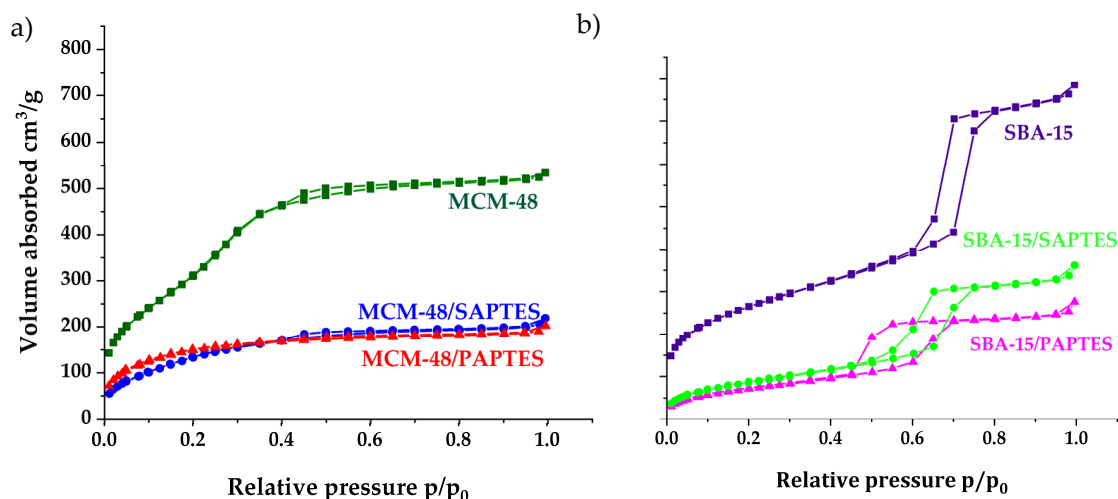 a)
800
700
600
500
400
300
200
100
0
Volume absorbed cm³/g
MCM-48
MCM-48/SAPTES
MCM-48/PAPTES
0.0 0.2 0.4 0.6 0.8 1.0
Relative pressure p/p₀
b)
SBA-15
SBA-15/SAPTES
SBA-15/PAPTES
0.0 0.2 0.4 0.6 0.8 1.0
Relative pressure p/p₀